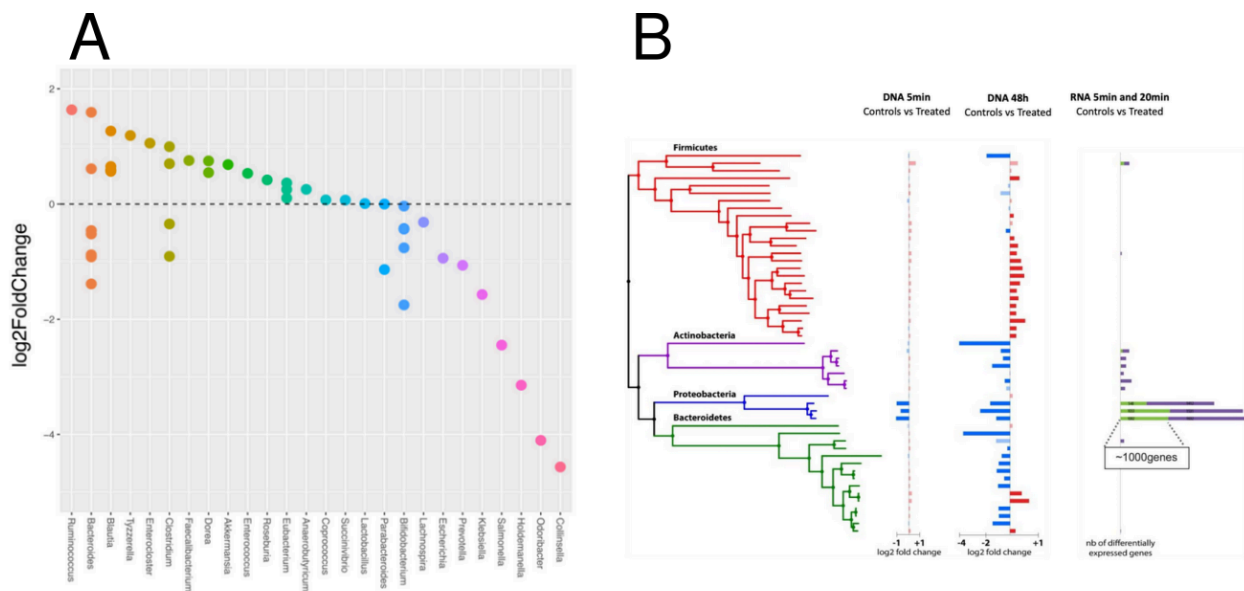 A
B
log2FoldChange
2
0
−2
−4
Ruminococcus
Bacteroides
Blautia
Tyzzerella
Enterocloster
Clostridium
Faecalibacterium
Dorea
Akkermansia
Enterococcus
Roseburia
Eubacterium
Anaerobutyricum
Coprococcus
Succinivibrio
Lactobacillus
Parabacteroides
Bifidobacterium
Lachnospira
Escherichia
Prevotella
Klebsiella
Salmonella
Holdemanella
Odoribacter
Collinsella
DNA 5min
Controls vs Treated
DNA 48h
Controls vs Treated
RNA 5min and 20min
Controls vs Treated
Firmicutes
Actinobacteria
Proteobacteria
Bacteroidetes
~1000genes
-1 +1
log2 fold change
-4 -2 +1
log2 fold change
nb of differentially
expressed genes